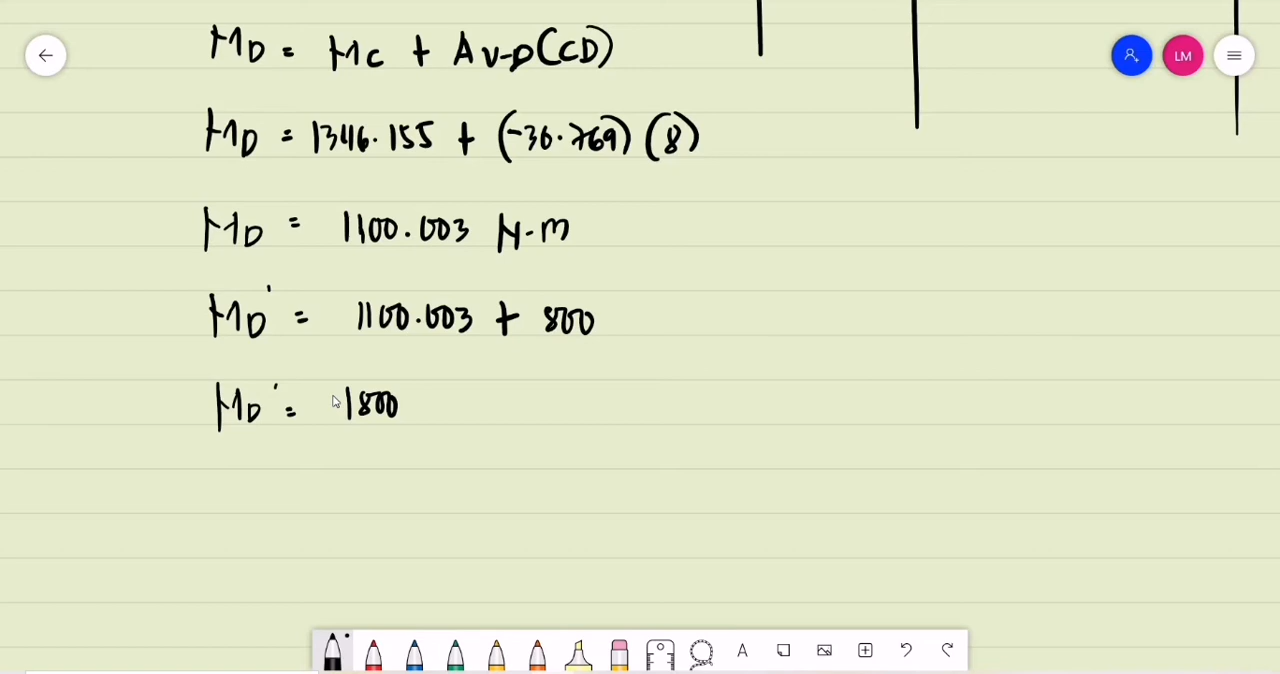 MD = MC + AV-D(CD)
MD = 1346.155 + (-30.769)(8)
MD = 1100.003 N-m
MD' = 1100.003 + 800
MD' = 1800
LM
A